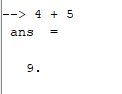 --> 4 + 5
ans  =
9.